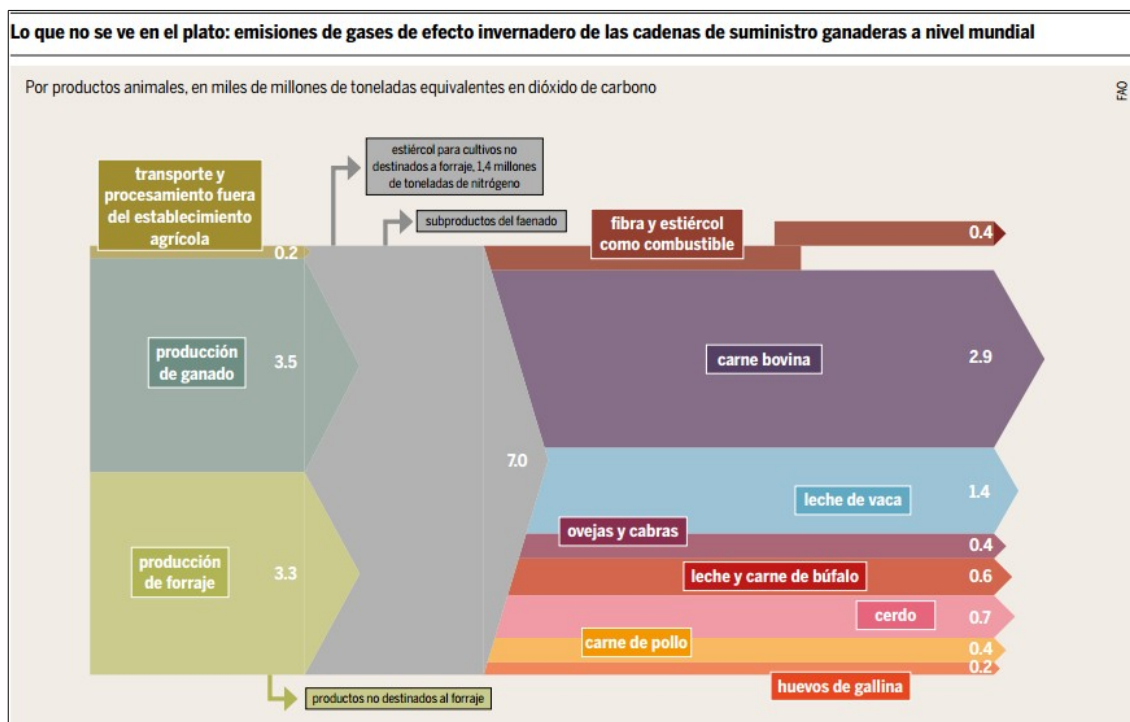 Lo que no se ve en el plato: emisiones de gases de efecto invernadero de las cadenas de suministro ganaderas a nivel mundial
Por productos animales, en miles de millones de toneladas equivalentes en dióxido de carbono
FAO
estiércol para cultivos no
destinados a forraje, 1,4 millones
de toneladas de nitrógeno
subproductos del faenado
transporte y
procesamiento fuera
del establecimiento
agrícola
0.2
producción
de ganado
3.5
producción
de forraje
3.3
productos no destinados al forraje
7.0
fibra y estiércol
como combustible
0.4
carne bovina
2.9
leche de vaca
1.4
ovejas y cabras
0.4
leche y carne de búfalo
0.6
cerdo
0.7
carne de pollo
0.4
huevos de gallina
0.2